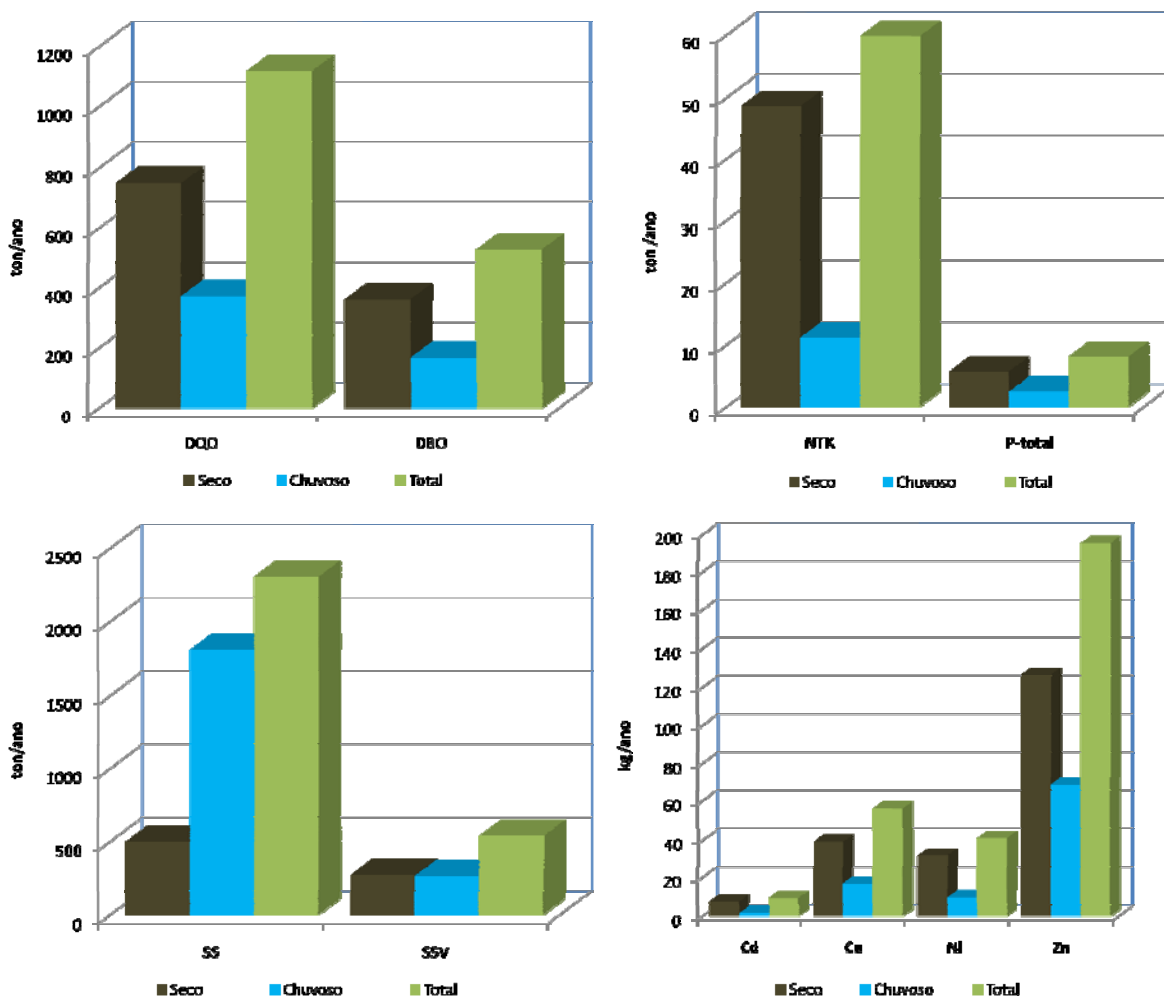 1200
1000
800
600
400
200
0
ton/ano
DQO
DBO
Seco
Chuvoso
Total
60
50
40
30
20
10
0
ton/ano
NTK
P-total
Seco
Chuvoso
Total
2500
2000
1500
1000
500
0
ton/ano
SS
SSV
Seco
Chuvoso
Total
200
180
160
140
120
100
80
60
40
20
0
kg/ano
Cd
Ni
Zn
Seco
Chuvoso
Total